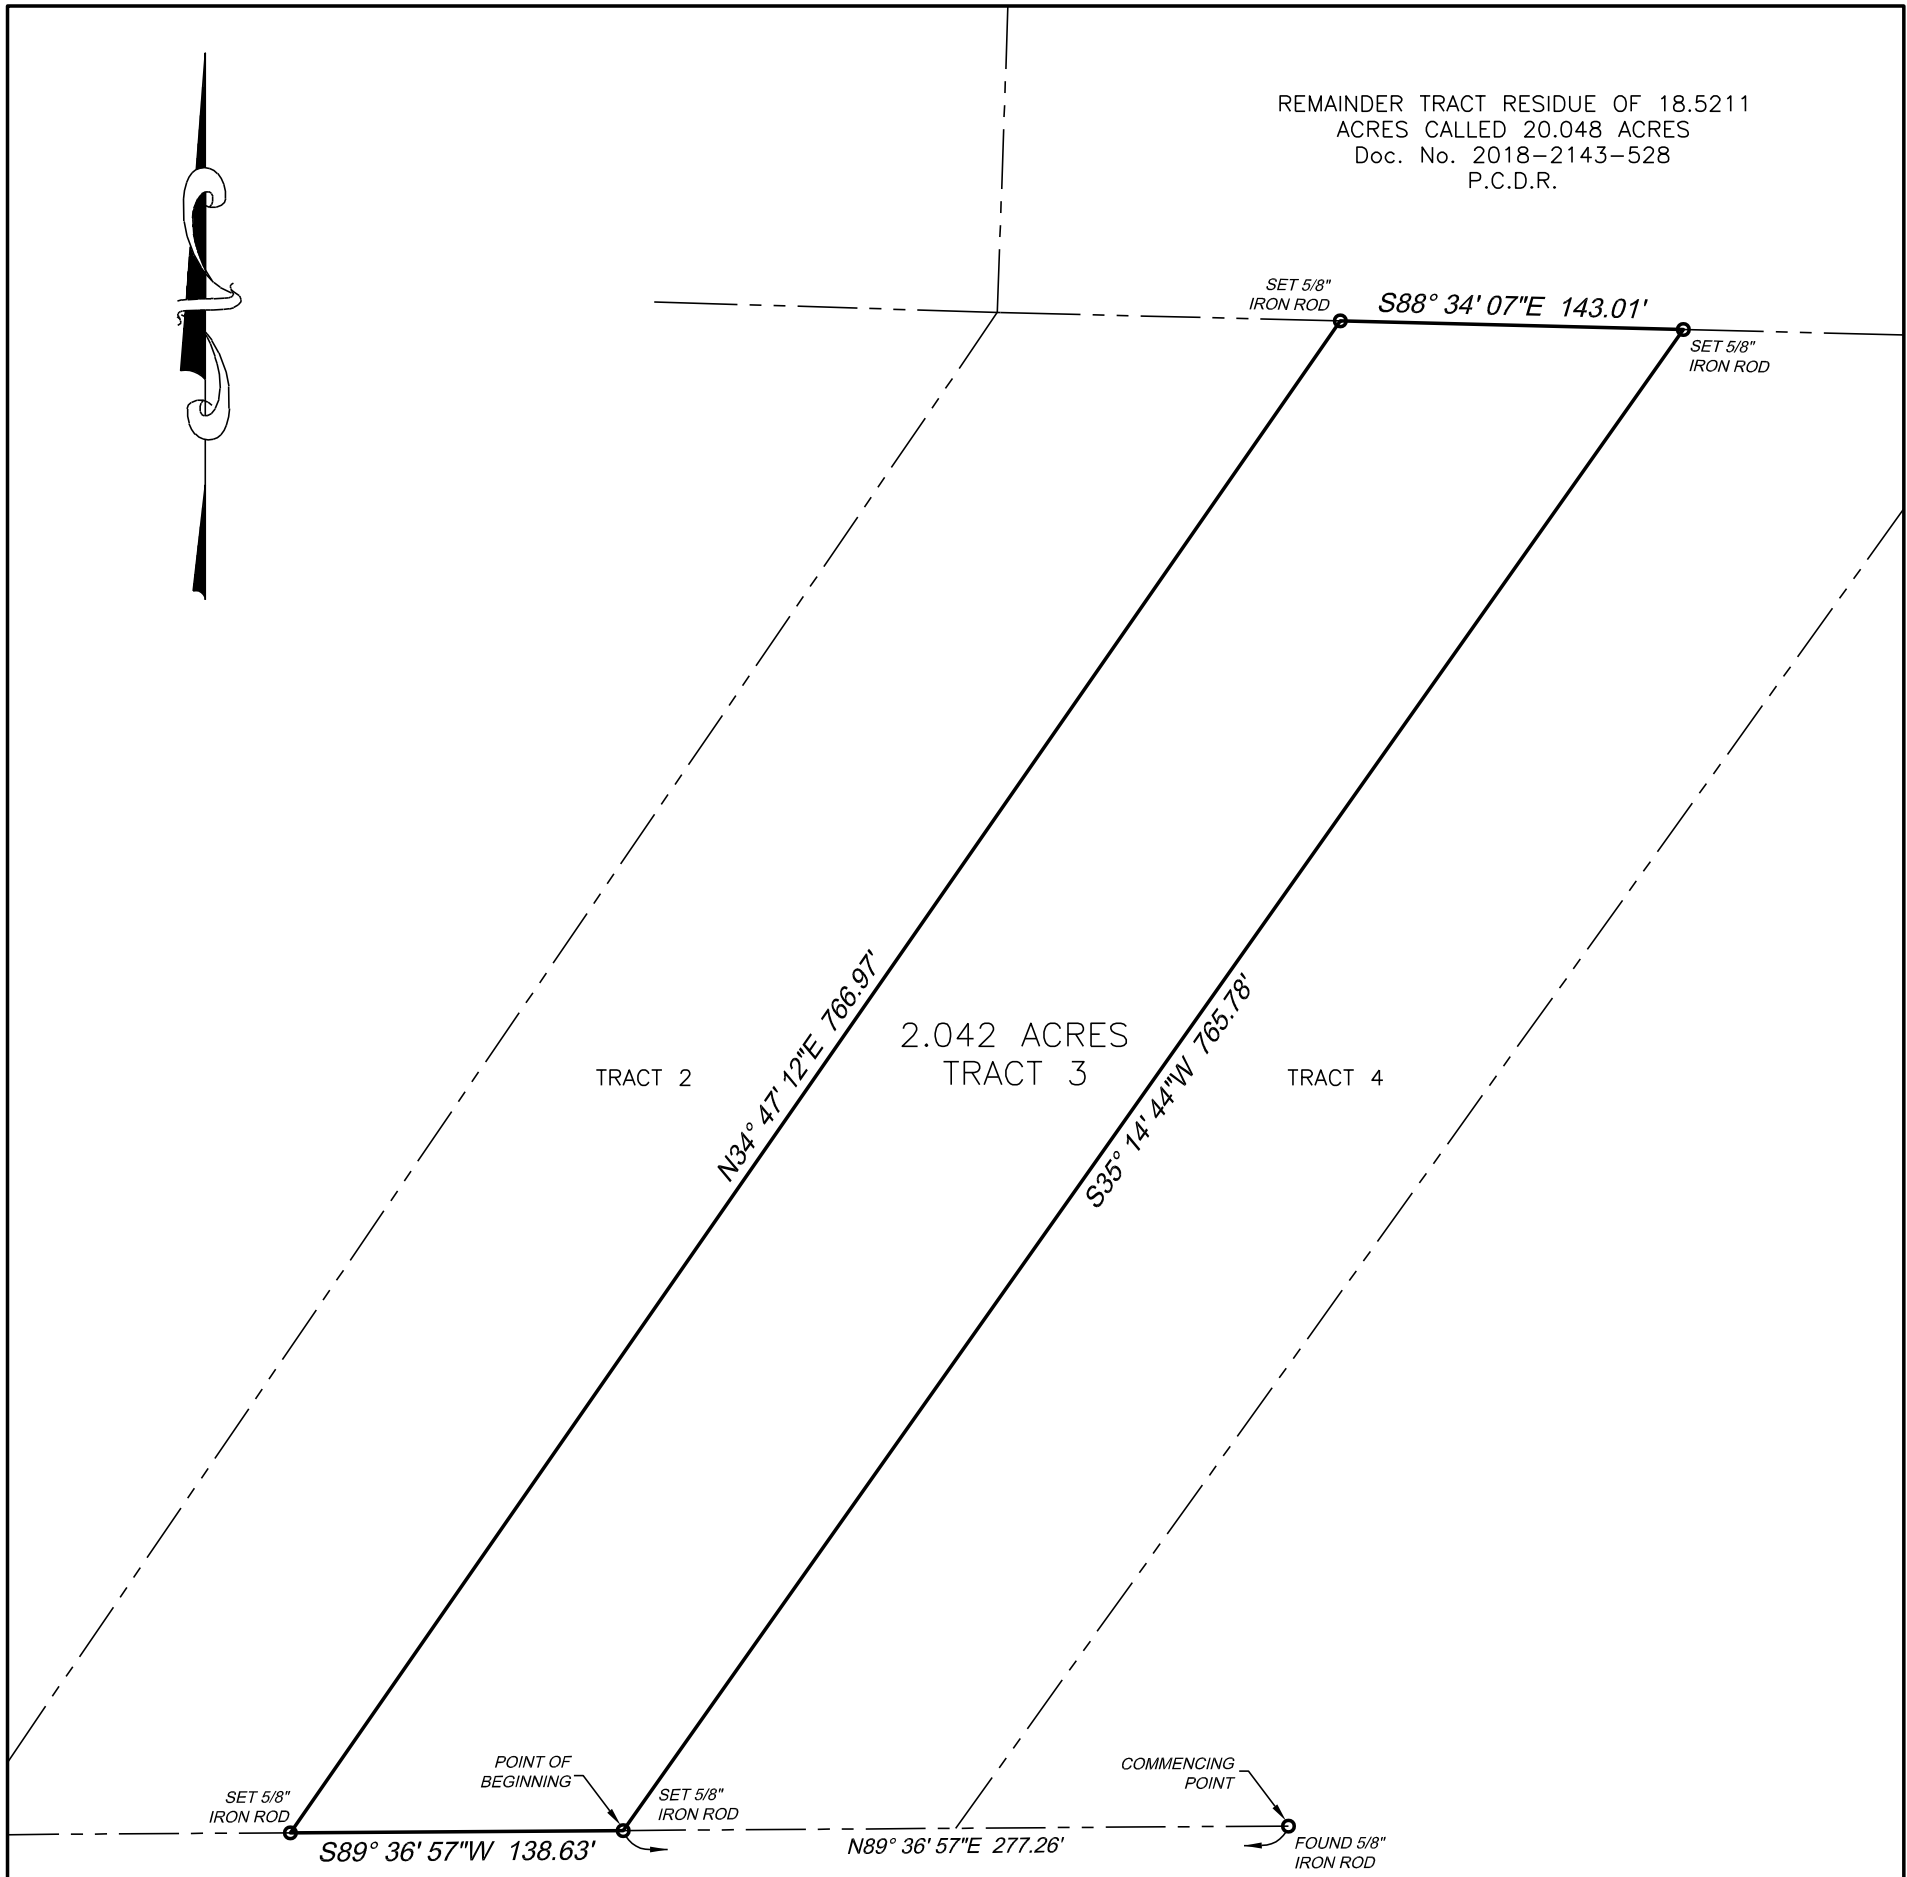 REMAINDER TRACT RESIDUE OF 18.5211
ACRES CALLED 20.048 ACRES
Doc. No. 2018-2143-528
P.C.D.R.
SET 5/8"
IRON ROD
S88° 34' 07"E 143.01'
SET 5/8"
IRON ROD
N34° 47' 12"E 766.97'
S35° 14' 44"W 765.78'
2.042 ACRES
TRACT 3
TRACT 2
TRACT 4
POINT OF
BEGINNING
COMMENCING
POINT
SET 5/8"
IRON ROD
SET 5/8"
IRON ROD
S89° 36' 57"W 138.63'
N89° 36' 57"E 277.26'
FOUND 5/8"
IRON ROD